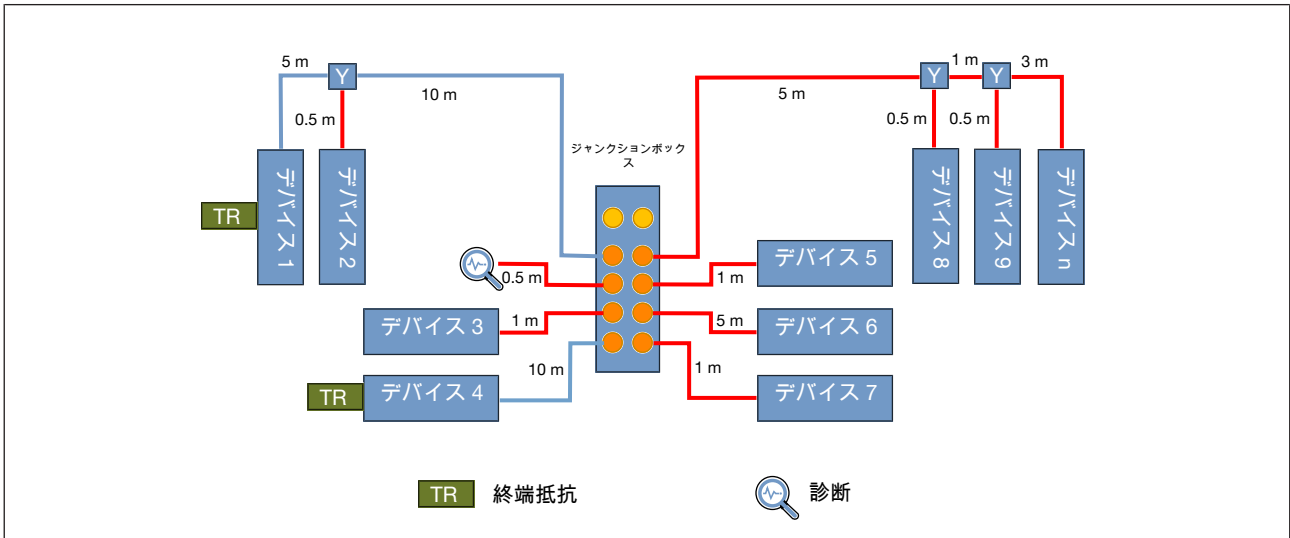 5 m
Y
10 m
0.5 m
デバイス 1
デバイス 2
TR
ジャンクションボック
ス
5 m
Y
1 m
Y
3 m
0.5 m
0.5 m
デバイス 8
デバイス 9
デバイス n
0.5 m
デバイス 3
1 m
TR
デバイス 4
10 m
デバイス 5
1 m
デバイス 6
5 m
デバイス 7
1 m
TR
終端抵抗
診断